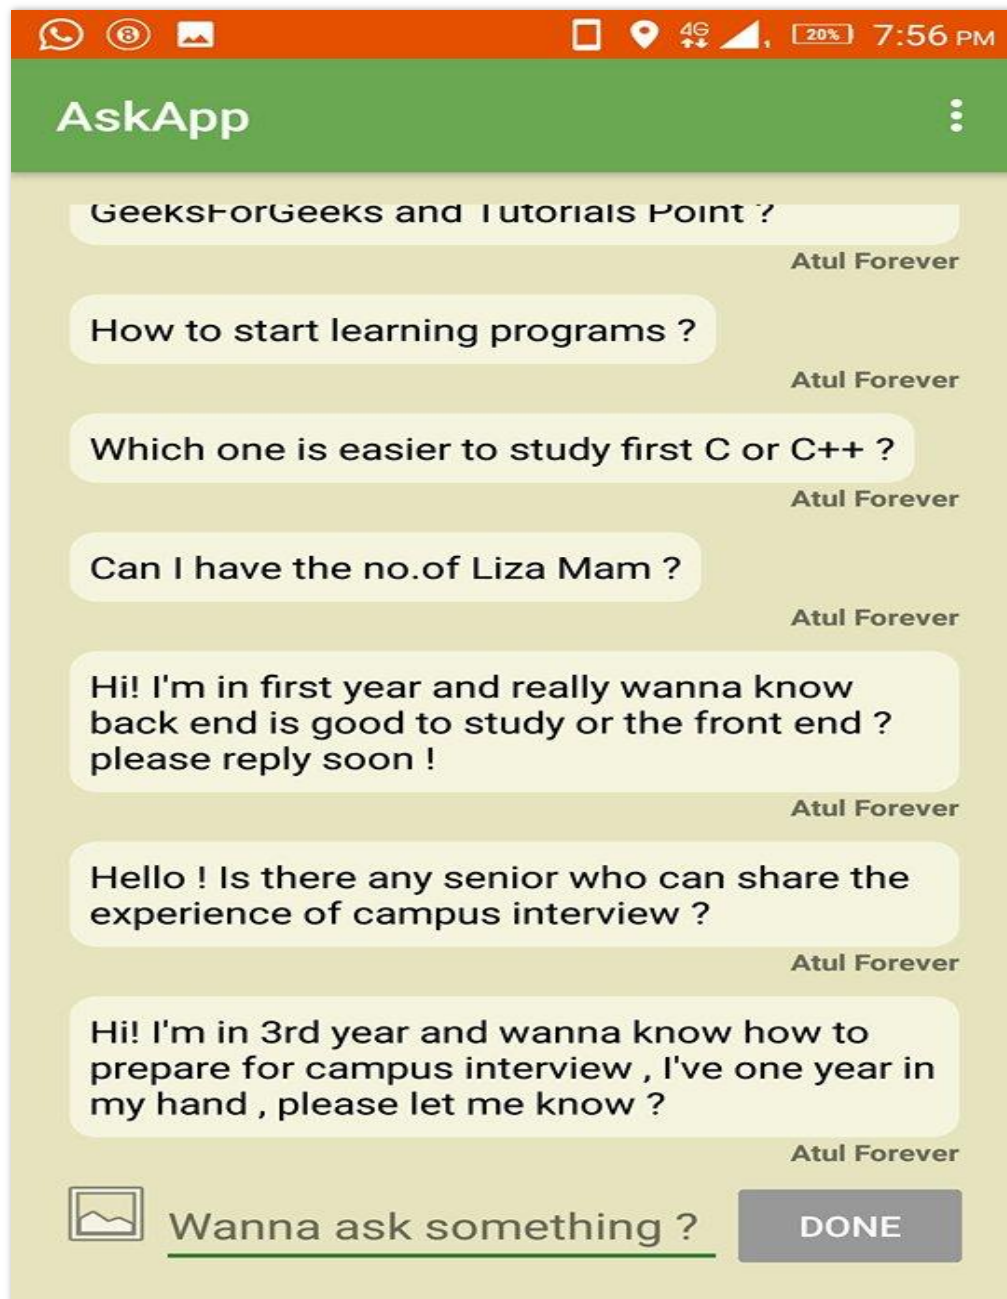 4G
1
20%
7:56 PM
AskApp
GeeksForGeeks and Tutorials Point ?
Atul Forever
How to start learning programs ?
Atul Forever
Which one is easier to study first C or C++ ?
Atul Forever
Can I have the no.of Liza Mam ?
Atul Forever
Hi! I'm in first year and really wanna know
back end is good to study or the front end ?
please reply soon !
Atul Forever
Hello ! Is there any senior who can share the
experience of campus interview ?
Atul Forever
Hi! I'm in 3rd year and wanna know how to
prepare for campus interview , I've one year in
my hand , please let me know ?
Atul Forever
Wanna ask something ?
DONE